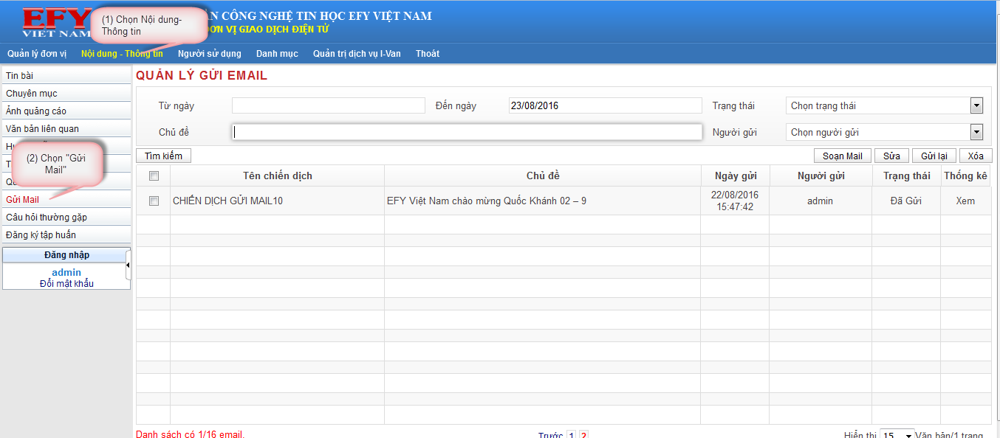 EFY
VIỆT NAM
(1) Chọn Nội dung-
Thông tin
CÔNG NGHỆ TIN HỌC EFY VIỆT NAM
ĐƠN VỊ GIAO DỊCH ĐIỆN TỬ
Quản lý đơn vị Nội dung - Thông tin Người sử dụng Danh mục Quản trị dịch vụ I-Van Thoát
Tin bài
Chuyên mục
Ảnh quảng cáo
Văn bản liên quan
(2) Chọn "Gửi
Mail"
Gửi Mail
Câu hỏi thường gặp
Đăng ký tập huấn
Đăng nhập
admin
Đổi mật khẩu
QUẢN LÝ GỬI EMAIL
Từ ngày Đến ngày 23/08/2016 Trạng thái Chọn trạng thái
Chủ đề Người gửi Chọn người gửi
Tìm kiếm Soạn Mail Sửa Gửi lại Xóa
Tên chiến dịch Chủ đề Ngày gửi Người gửi Trạng thái Thống kê
CHIẾN DỊCH GỬI MAIL10 EFY Việt Nam chào mừng Quốc Khánh 02 – 9 22/08/2016 15:47:42 admin Đã Gửi Xem
Danh sách có 1/16 email. Trước 1 2 Hiển thị 15 Văn bản/1 trang